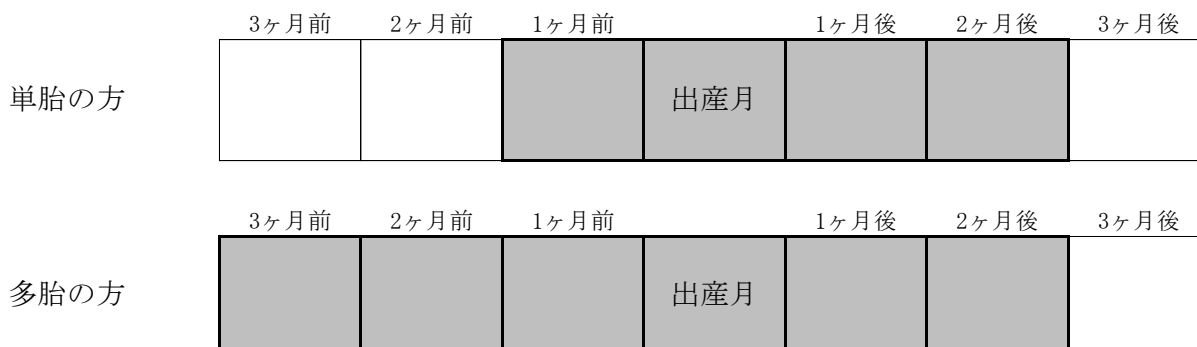 3ヶ月前 2ヶ月前 1ヶ月前 1ヶ月後 2ヶ月後 3ヶ月後
単胎の方 出産月
3ヶ月前 2ヶ月前 1ヶ月前 1ヶ月後 2ヶ月後 3ヶ月後
多胎の方 出産月